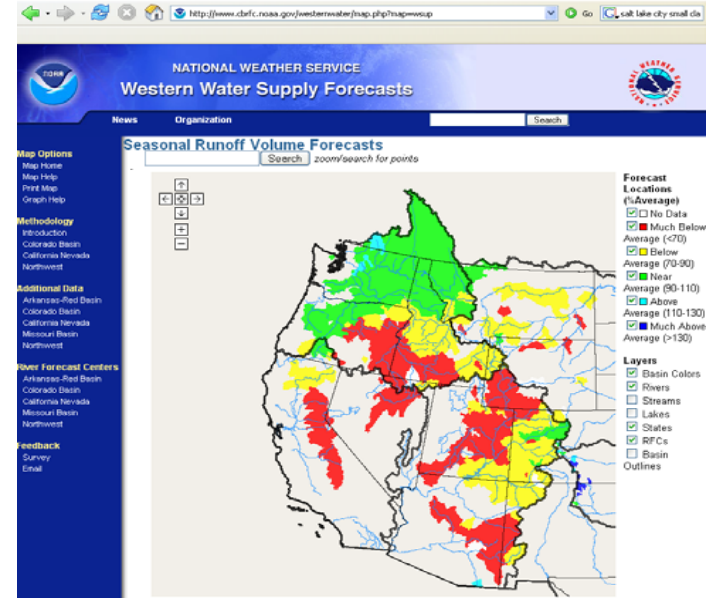 http://www.cbrfc.noaa.gov/westernwater/map.php?map=wsup
Go
salt lake city small da
NOAA
NATIONAL WEATHER SERVICE
Western Water Supply Forecasts
News Organization Search
Seasonal Runoff Volume Forecasts
Search zoom/search for points
Map Options
Map Home
Map Help
Print Map
Graph Help
Methodology
Introduction
Colorado Basin
California Nevada
Northwest
Additional Data
Arkansas-Red Basin
Colorado Basin
California Nevada
Missouri Basin
Northwest
River Forecast Centers
Arkansas-Red Basin
Colorado Basin
California Nevada
Missouri Basin
Northwest
Feedback
Survey
Email
Forecast
Locations
(%Average)
No Data
Much Below
Average (<70)
Below
Average (70-90)
Near
Average (90-110)
Above
Average (110-130)
Much Above
Average (>130)
Layers
Basin Colors
Rivers
Streams
Lakes
States
RFCs
Basin
Outlines